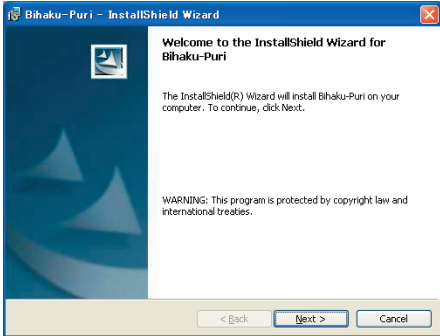 Bihaku-Puri - InstallShield Wizard
Welcome to the InstallShield Wizard for
Bihaku-Puri
The InstallShield(R) Wizard will install Bihaku-Puri on your
computer. To continue, click Next.
WARNING: This program is protected by copyright law and
international treaties.
< Back Next > Cancel